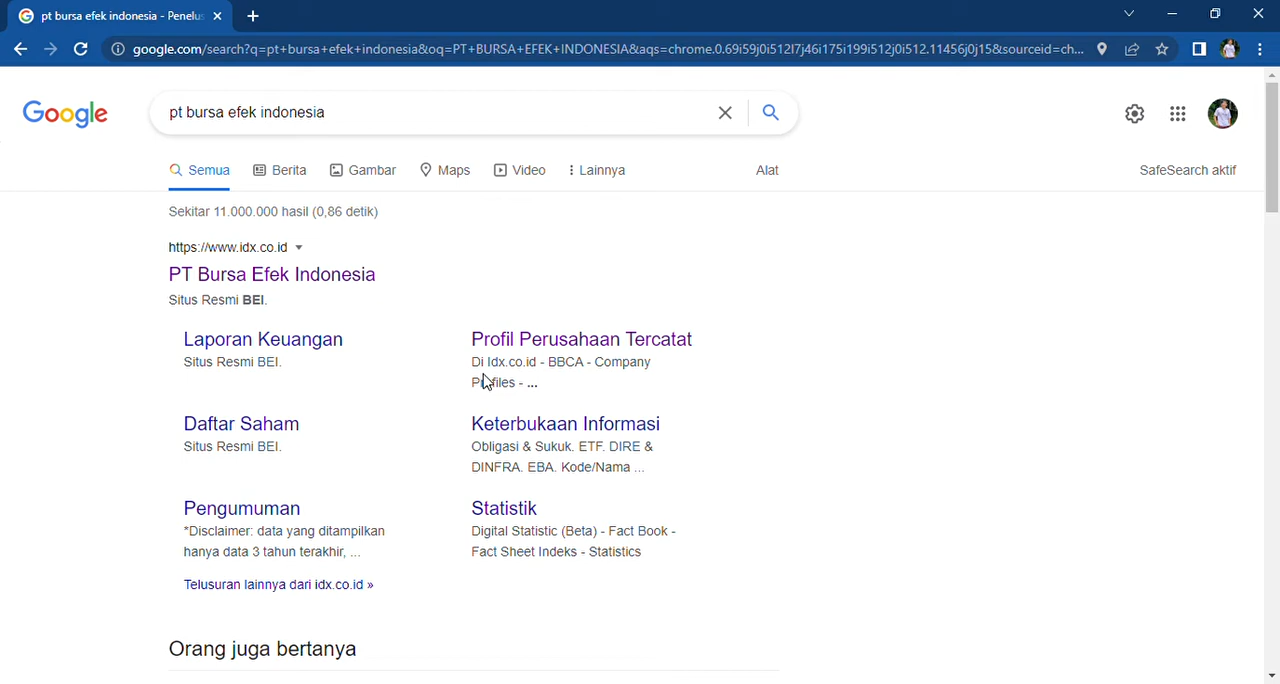 pt bursa efek indonesia - Penelus
google.com/search?q=pt+bursa+efek+indonesia&oq=PT+BURSA+EFEK+INDONESIA&aqs=chrome.0.69i59j0i512l7j46i175i199i512j0i512.11456j0j15&sourceid=ch...
Google
pt bursa efek indonesia
Semua Berita Gambar Maps Video Lainnya Alat SafeSearch aktif
Sekitar 11.000.000 hasil (0,86 detik)
https://www.idx.co.id
PT Bursa Efek Indonesia
Situs Resmi BEI.
Laporan Keuangan
Situs Resmi BEI.
Profil Perusahaan Tercatat
Di Idx.co.id - BBCA - Company
Profiles - ...
Daftar Saham
Situs Resmi BEI.
Keterbukaan Informasi
Obligasi & Sukuk. ETF. DIRE &
DINFRA. EBA. Kode/Nama ...
Pengumuman
*Disclaimer: data yang ditampilkan
hanya data 3 tahun terakhir, ...
Statistik
Digital Statistic (Beta) - Fact Book -
Fact Sheet Indeks - Statistics
Telusuran lainnya dari idx.co.id »
Orang juga bertanya